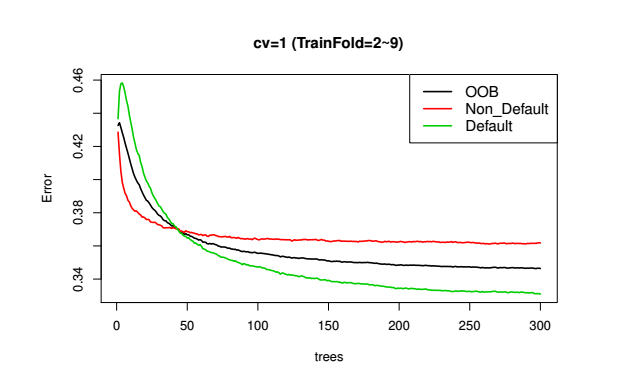 cv=1 (TrainFold=2~9)
OOB
Non_Default
Default
Error
0.46
0.42
0.38
0.34
0 50 100 150 200 250 300
trees